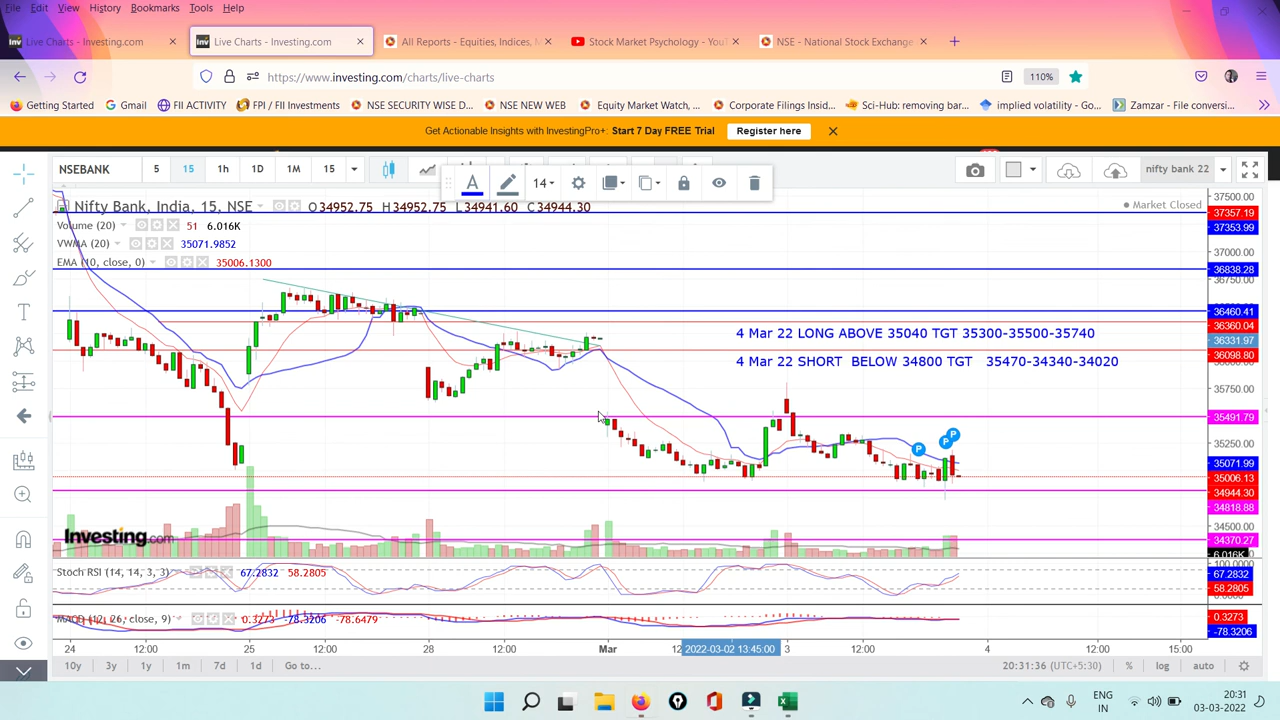 File Edit View History Bookmarks Tools Help
Live Charts - Investing.com
Live Charts - Investing.com
All Reports - Equities, Indices, M
Stock Market Psychology - YouT
NSE - National Stock Exchange
https://www.investing.com/charts/live-charts
110%
Getting Started
Gmail
FII ACTIVITY
FPI / FII Investments
NSE SECURITY WISE D...
NSE NEW WEB
Equity Market Watch, ...
Corporate Filings Insid...
Sci-Hub: removing bar...
implied volatility - Go...
Zamzar - File conversi...
Get Actionable Insights with InvestingPro+: Start 7 Day FREE Trial
Register here
NSEBANK 5 15 1h 1D 1M 15
14
nifty bank 22
Nifty Bank, India, 15, NSE O34952.75 H34952.75 L34941.60 C34944.30
Market Closed
Volume (20) 51 6.016K
VWMA (20) 35071.9852
EMA (10, close, 0) 35006.1300
4 Mar 22 LONG ABOVE 35040 TGT 35300-35500-35740
4 Mar 22 SHORT BELOW 34800 TGT 35470-34340-34020
P
P
P
37500.00
37357.19
37353.99
37000.00
36838.28
36750.00
36460.41
36360.04
36331.97
36098.80
35750.00
35491.79
35250.00
35071.99
35006.13
34944.30
34818.88
34500.00
34370.27
6.016K
100.0000
67.2832
58.2805
0.3273
-78.3206
Investing.com
Stoch RSI (14, 14, 3, 3) 67.2832 58.2805
MACD (12, 26, close, 9) 0.3273 -78.3206 -78.6479
24 12:00 25 12:00 28 12:00 Mar 12 2022-03-02 13:45:00 3 12:00 4 12:00 15:00
10y 3y 1y 1m 7d 1d Go to...
20:31:36 (UTC+5:30) % log auto
ENG
IN
20:31
03-03-2022